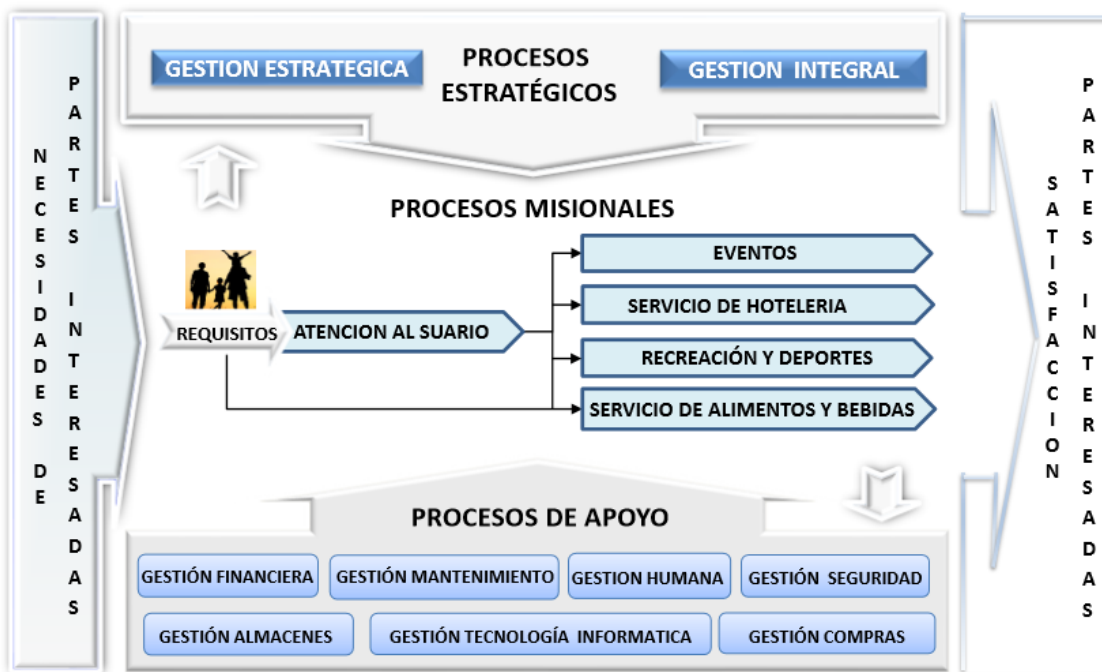 NECESIDADES DE
PARTES INTERESADAS
PROCESOS
ESTRATÉGICOS
GESTION ESTRATEGICA
GESTION INTEGRAL
PROCESOS MISIONALES
REQUISITOS
ATENCION AL SUARIO
EVENTOS
SERVICIO DE HOTELERIA
RECREACIÓN Y DEPORTES
SERVICIO DE ALIMENTOS Y BEBIDAS
PROCESOS DE APOYO
GESTIÓN FINANCIERA
GESTIÓN MANTENIMIENTO
GESTION HUMANA
GESTIÓN SEGURIDAD
GESTIÓN ALMACENES
GESTIÓN TECNOLOGÍA INFORMATICA
GESTIÓN COMPRAS
SATISFACCION
PARTES INTERESADAS